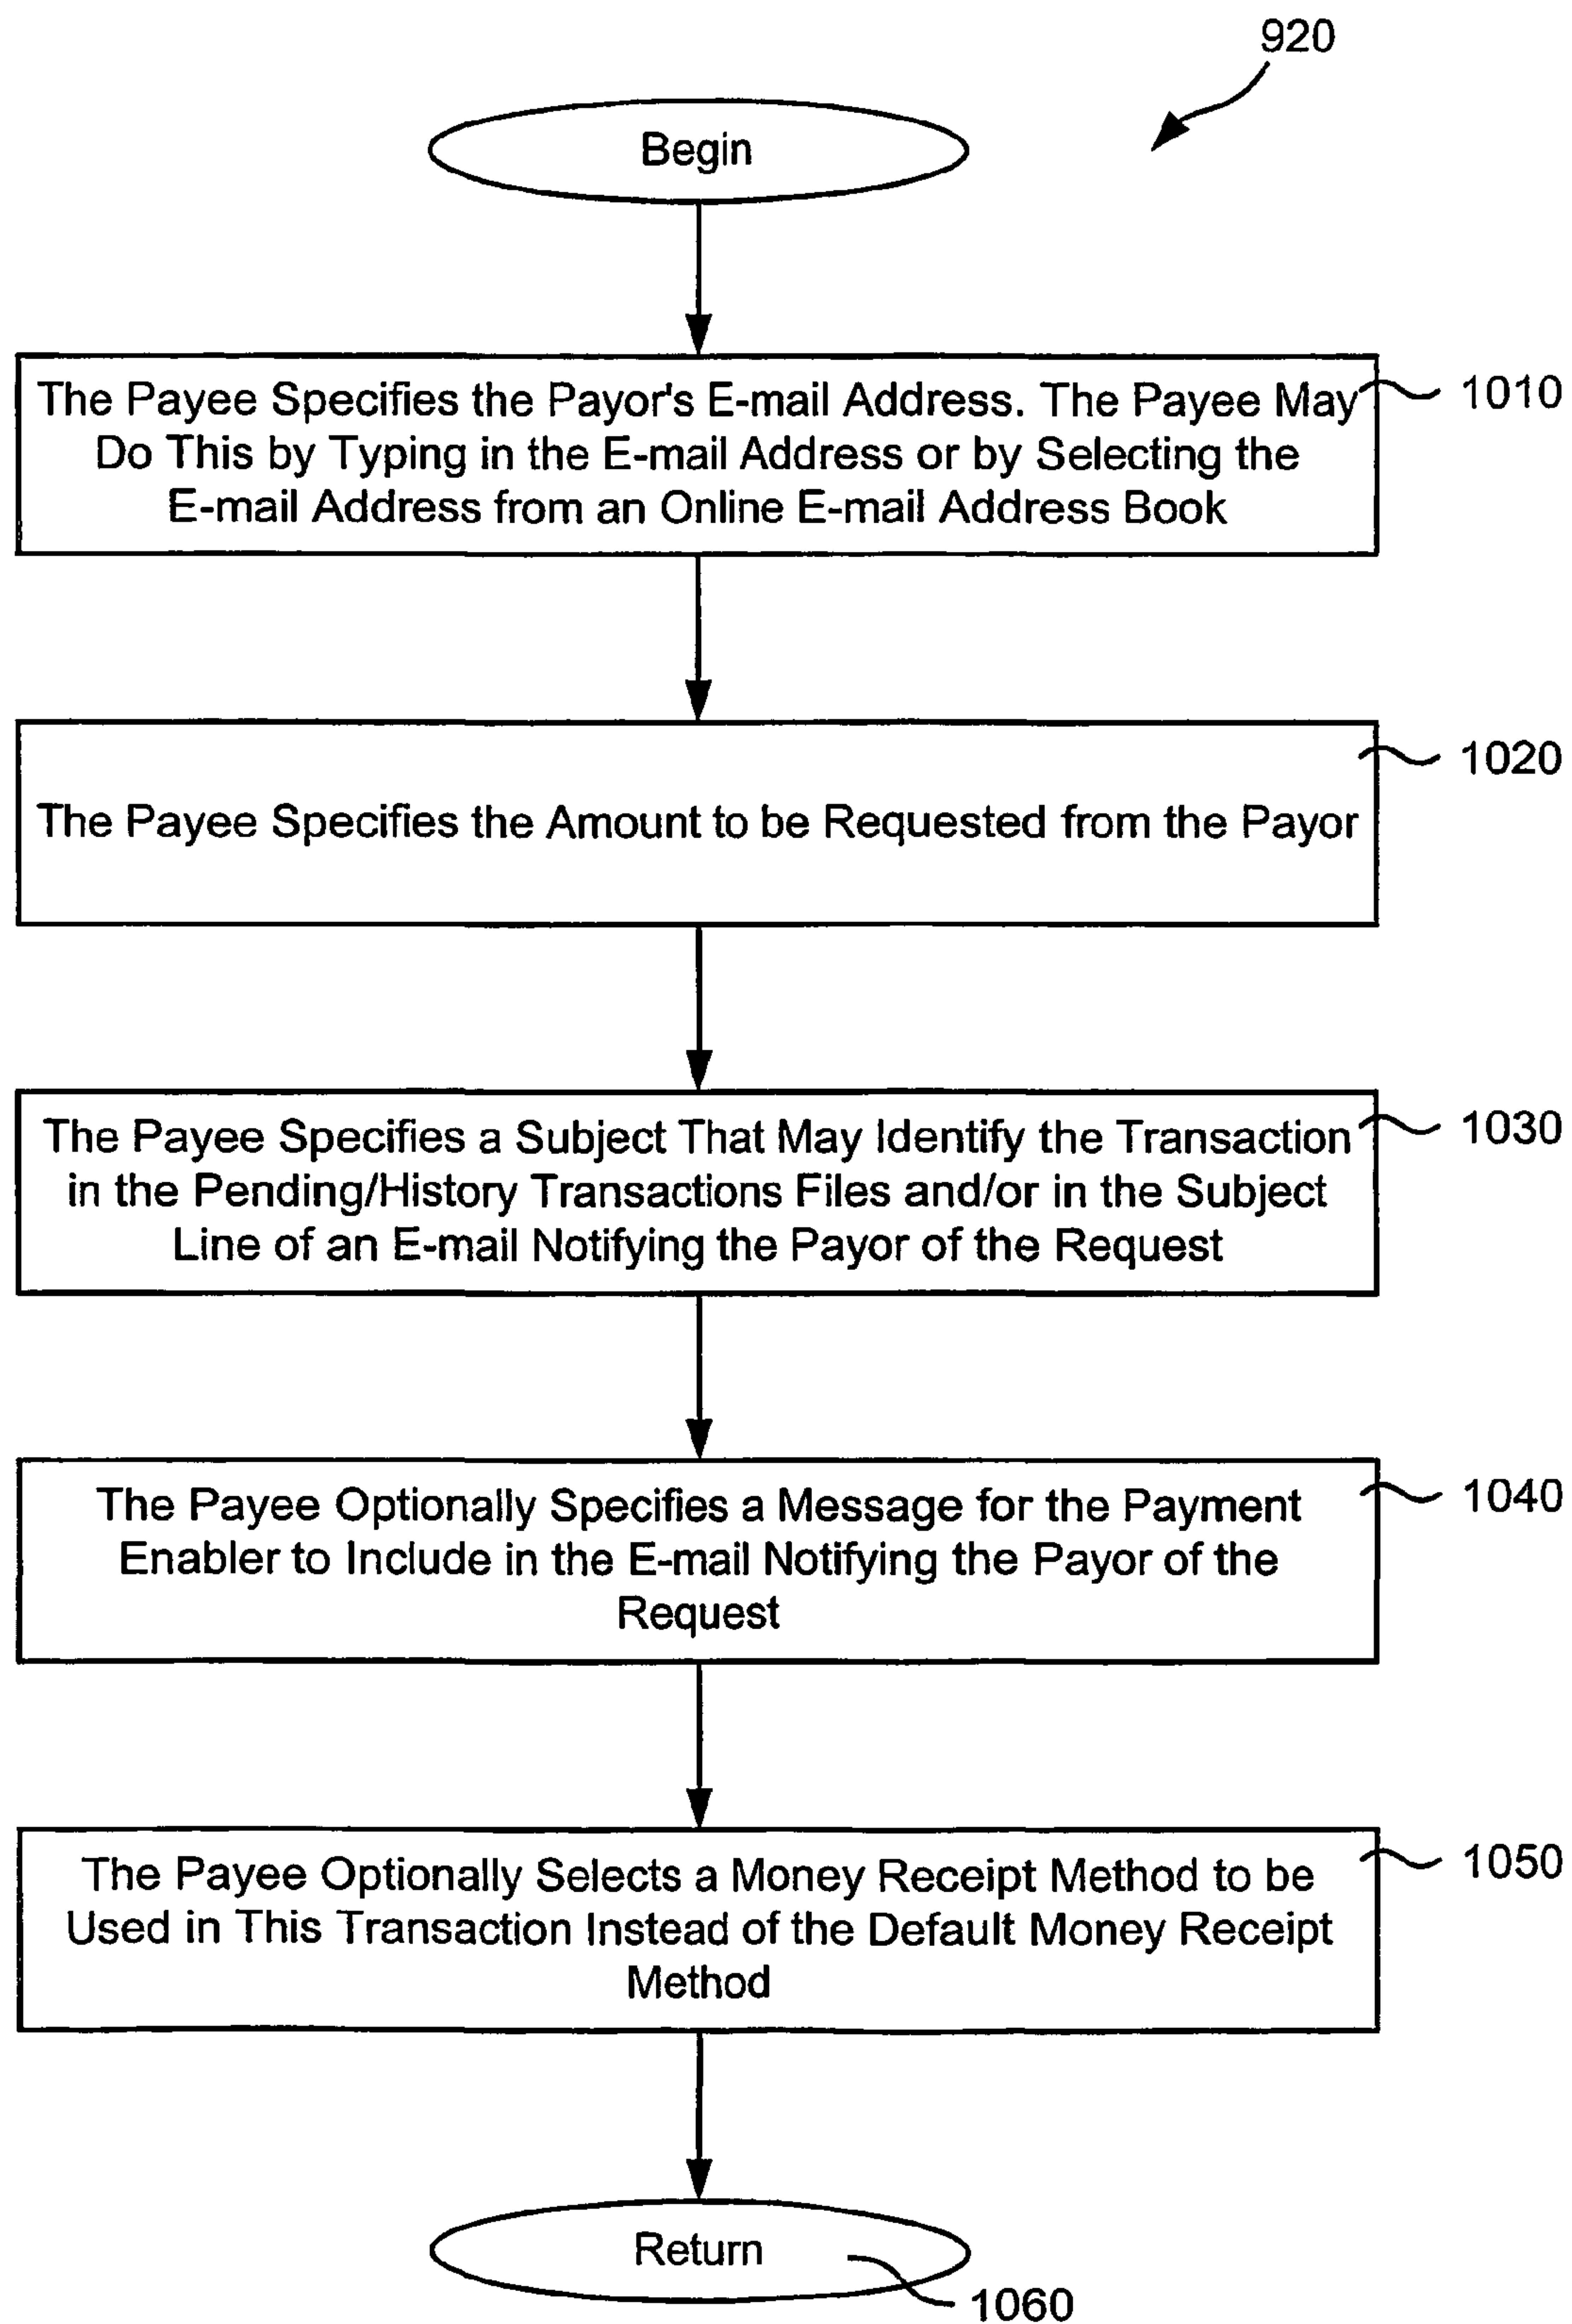 920
Begin
The Payee Specifies the Payor's E-mail Address. The Payee May
Do This by Typing in the E-mail Address or by Selecting the
E-mail Address from an Online E-mail Address Book
1010
The Payee Specifies the Amount to be Requested from the Payor
1020
The Payee Specifies a Subject That May Identify the Transaction
in the Pending/History Transactions Files and/or in the Subject
Line of an E-mail Notifying the Payor of the Request
1030
The Payee Optionally Specifies a Message for the Payment
Enabler to Include in the E-mail Notifying the Payor of the
Request
1040
The Payee Optionally Selects a Money Receipt Method to be
Used in This Transaction Instead of the Default Money Receipt
Method
1050
Return
1060